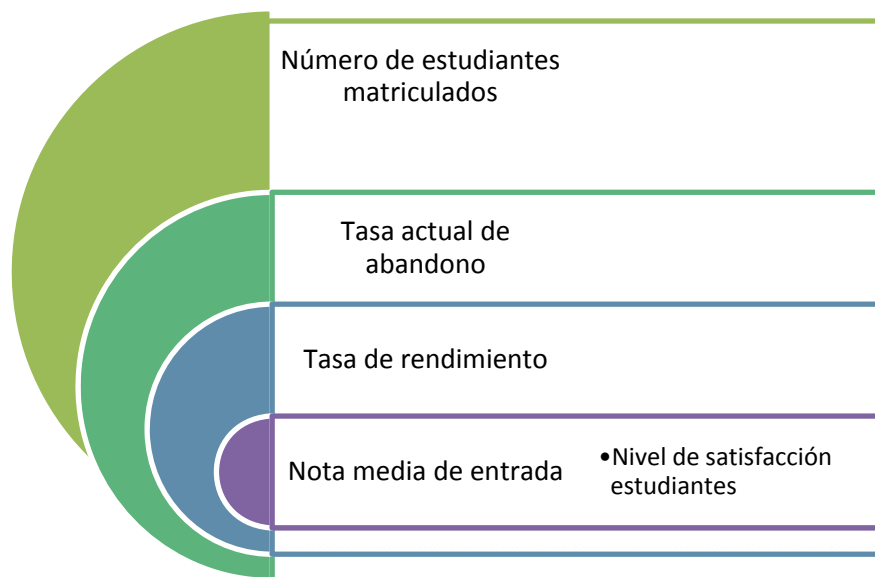 Número de estudiantes
matriculados
Tasa actual de
abandono
Tasa de rendimiento
Nota media de entrada
•Nivel de satisfacción
estudiantes